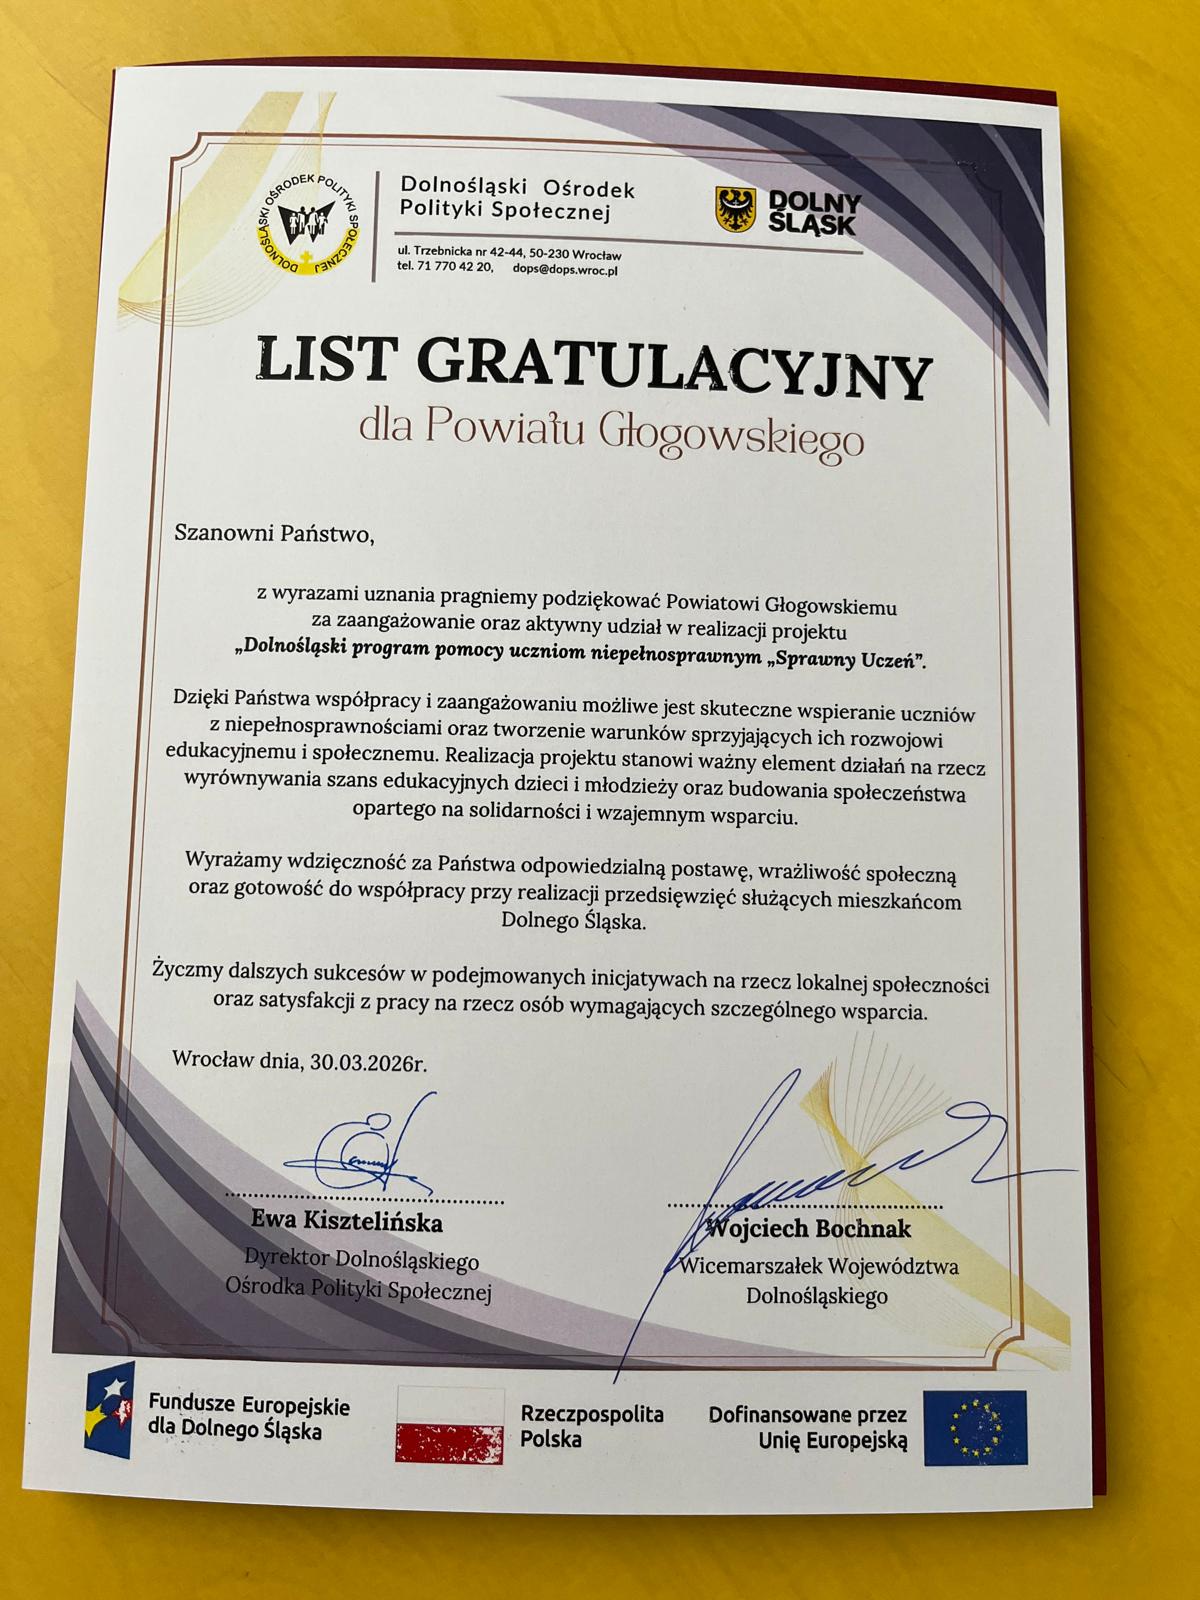 DOLNOŚLĄSKI OŚRODEK POLITYKI SPOŁECZNEJ
Dolnośląski Ośrodek
Polityki Społecznej
ul. Trzebnicka nr 42-44, 50-230 Wrocław
tel. 71 770 42 20, dops@dops.wroc.pl
DOLNY
ŚLĄSK
LIST GRATULACYJNY
dla Powiatu Głogowskiego
Szanowni Państwo,
z wyrazami uznania pragniemy podziękować Powiatowi Głogowskiemu
za zaangażowanie oraz aktywny udział w realizacji projektu
„Dolnośląski program pomocy uczniom niepełnosprawnym „Sprawny Uczeń”.
Dzięki Państwa współpracy i zaangażowaniu możliwe jest skuteczne wspieranie uczniów
z niepełnosprawnościami oraz tworzenie warunków sprzyjających ich rozwojowi
edukacyjnemu i społecznemu. Realizacja projektu stanowi ważny element działań na rzecz
wyrównywania szans edukacyjnych dzieci i młodzieży oraz budowania społeczeństwa
opartego na solidarności i wzajemnym wsparciu.
Wyrażamy wdzięczność za Państwa odpowiedzialną postawę, wrażliwość społeczną
oraz gotowość do współpracy przy realizacji przedsięwzięć służących mieszkańcom
Dolnego Śląska.
Życzmy dalszych sukcesów w podejmowanych inicjatywach na rzecz lokalnej społeczności
oraz satysfakcji z pracy na rzecz osób wymagających szczególnego wsparcia.
Wrocław dnia, 30.03.2026r.
Ewa Kisztelińska
Dyrektor Dolnośląskiego
Ośrodka Polityki Społecznej
Wojciech Bochnak
Wicemarszałek Województwa
Dolnośląskiego
Fundusze Europejskie
dla Dolnego Śląska
Rzeczpospolita
Polska
Dofinansowane przez
Unię Europejską